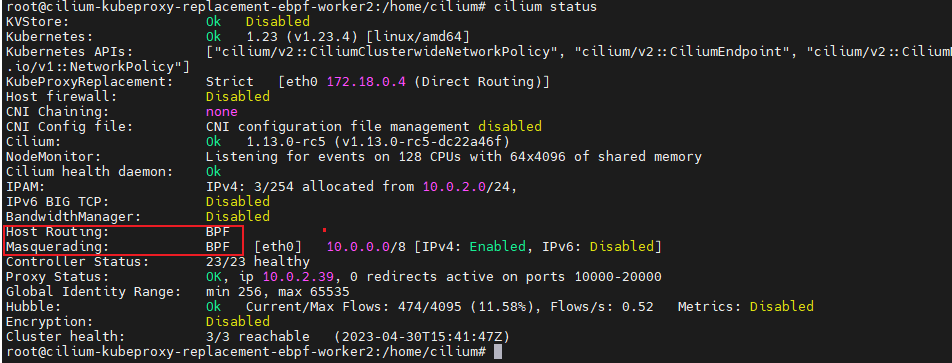 root@cilium-kubeproxy-replacement-ebpf-worker2:/home/cilium# cilium status
KVStore: Ok Disabled
Kubernetes: Ok 1.23 (v1.23.4) [linux/amd64]
Kubernetes APIs: ["cilium/v2::CiliumClusterwideNetworkPolicy", "cilium/v2::CiliumEndpoint", "cilium/v2::Ci
.io/v1::NetworkPolicy"]
KubeProxyReplacement: Strict [eth0 172.18.0.4 (Direct Routing)]
Host firewall: Disabled
CNI Chaining: none
CNI Config file: CNI configuration file management disabled
Cilium: Ok 1.13.0-rc5 (v1.13.0-rc5-dc22a46f)
NodeMonitor: Listening for events on 128 CPUs with 64x4096 of shared memory
Cilium health daemon: Ok
IPAM: IPv4: 3/254 allocated from 10.0.2.0/24,
IPv6 BIG TCP: Disabled
BandwidthManager: Disabled
Host Routing: BPF
Masquerading: BPF [eth0] 10.0.0.0/8 [IPv4: Enabled, IPv6: Disabled]
Controller Status: 23/23 healthy
Proxy Status: OK, ip 10.0.2.39, 0 redirects active on ports 10000-20000
Global Identity Range: min 256, max 65535
Hubble: Ok Current/Max Flows: 474/4095 (11.58%), Flows/s: 0.52 Metrics: Disabled
Encryption: Disabled
Cluster health: 3/3 reachable (2023-04-30T15:41:47Z)
root@cilium-kubeproxy-replacement-ebpf-worker2:/home/cilium#